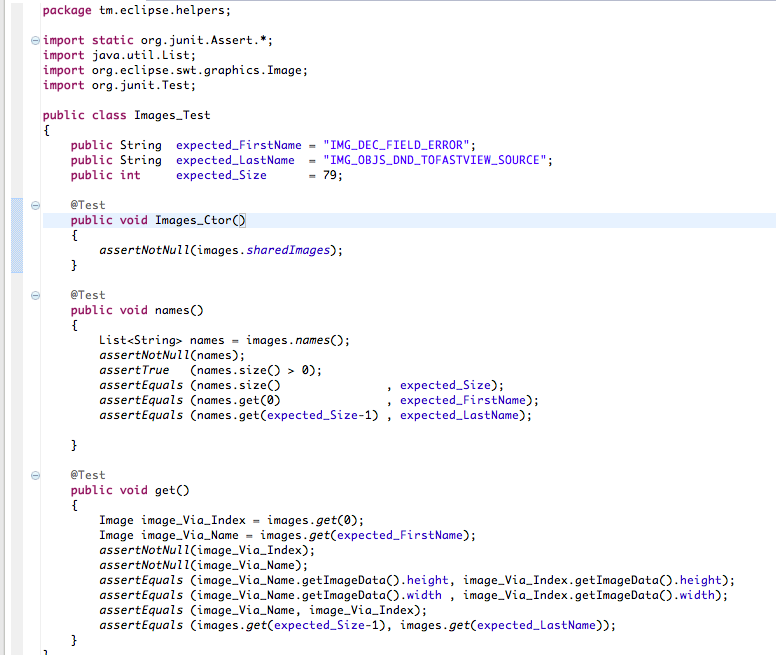 package tm.eclipse.helpers;
import static org.junit.Assert.*;
import java.util.List;
import org.eclipse.swt.graphics.Image;
import org.junit.Test;
public class Images_Test
{
    public String  expected_FirstName = "IMG_DEC_FIELD_ERROR";
    public String  expected_LastName  = "IMG_OBJS_DND_TOFASTVIEW_SOURCE";
    public int     expected_Size      = 79;
    @Test
    public void Images_Ctor()
    {
        assertNotNull(images.sharedImages);
    }
    @Test
    public void names()
    {
        List<String> names = images.names();
        assertNotNull(names);
        assertTrue   (names.size() > 0);
        assertEquals (names.size()               , expected_Size);
        assertEquals (names.get(0)               , expected_FirstName);
        assertEquals (names.get(expected_Size-1) , expected_LastName);
    }
    @Test
    public void get()
    {
        Image image_Via_Index = images.get(0);
        Image image_Via_Name = images.get(expected_FirstName);
        assertNotNull(image_Via_Index);
        assertNotNull(image_Via_Name);
        assertEquals (image_Via_Name.getImageData().height, image_Via_Index.getImageData().height);
        assertEquals (image_Via_Name.getImageData().width , image_Via_Index.getImageData().width);
        assertEquals (image_Via_Name, image_Via_Index);
        assertEquals (images.get(expected_Size-1), images.get(expected_LastName));
    }
}